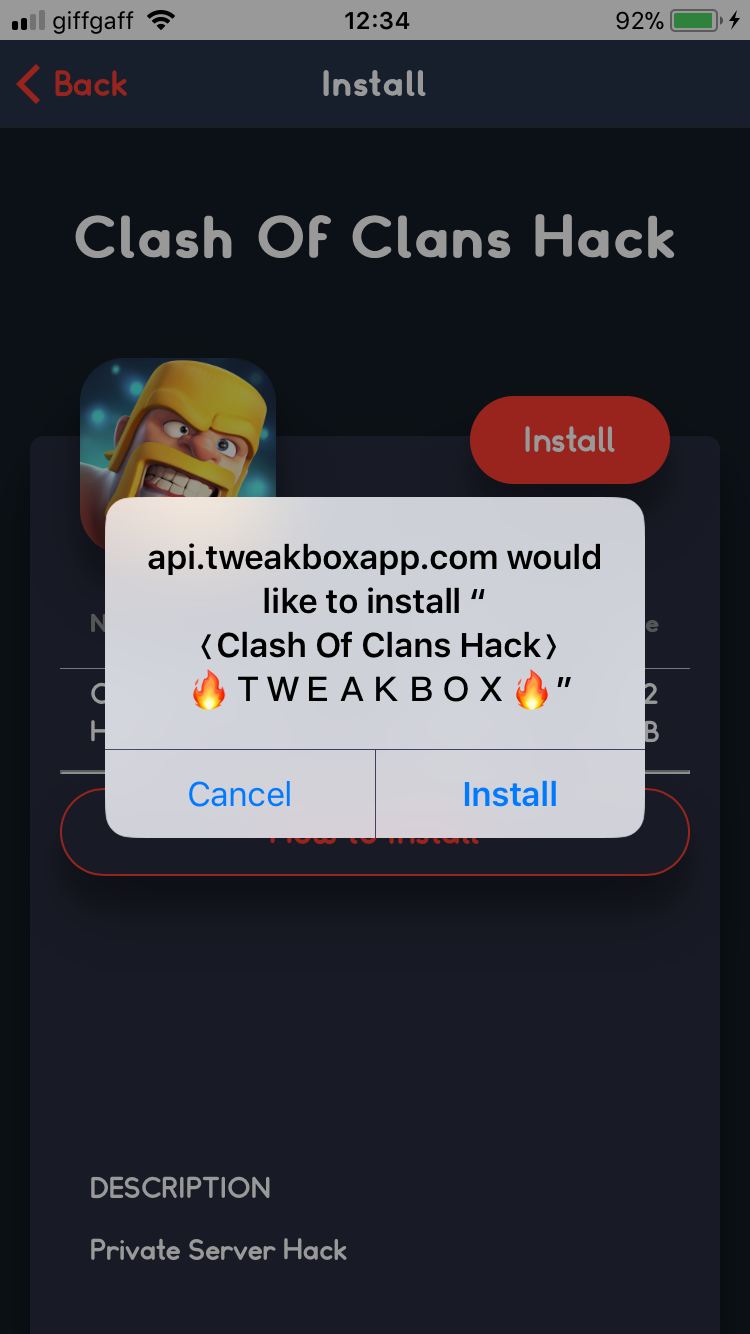 giffgaff 12:34 92%
Back Install
Clash Of Clans Hack
Install
api.tweakboxapp.com would
like to install “
⟨Clash Of Clans Hack⟩
🔥 T W E A K B O X 🔥”
Cancel Install
DESCRIPTION
Private Server Hack